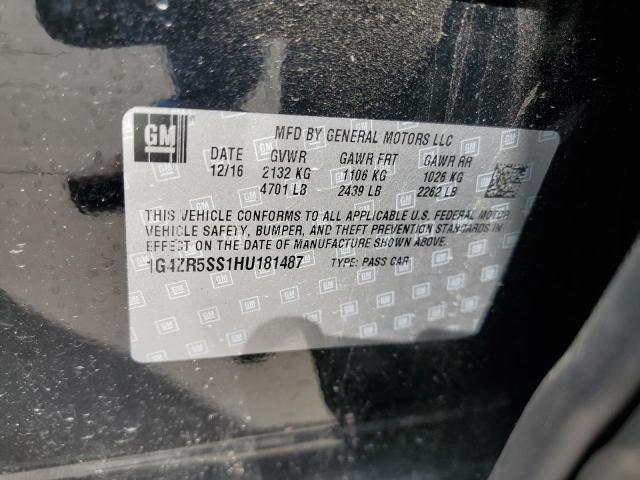 GM
MFD BY GENERAL MOTORS LLC
DATE GVWR GAWR FRT GAWR RR
12/16 2132 KG 1106 KG 1026 KG
4701 LB 2439 LB 2262 LB
THIS VEHICLE CONFORMS TO ALL APPLICABLE U.S. FEDERAL MOTOR
VEHICLE SAFETY, BUMPER, AND THEFT PREVENTION STANDARDS IN
EFFECT ON THE DATE OF MANUFACTURE SHOWN ABOVE.
1G4ZR5SS1HU181487 TYPE: PASS CAR